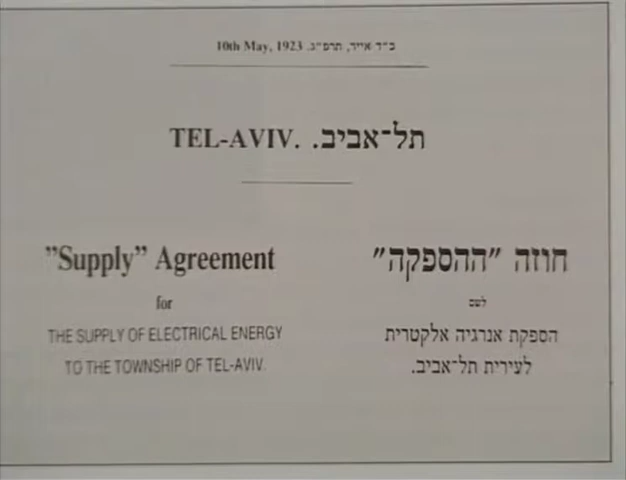 10th May, 1923 .כ״ד אייר, תרפ״ג
TEL-AVIV. .תל־אביב
”Supply” Agreement
for
THE SUPPLY OF ELECTRICAL ENERGY
TO THE TOWNSHIP OF TEL-AVIV.
חוזה ״ההספקה״
לשם
הספקת אנרגיה אלקטרית
לעירית תל־אביב.